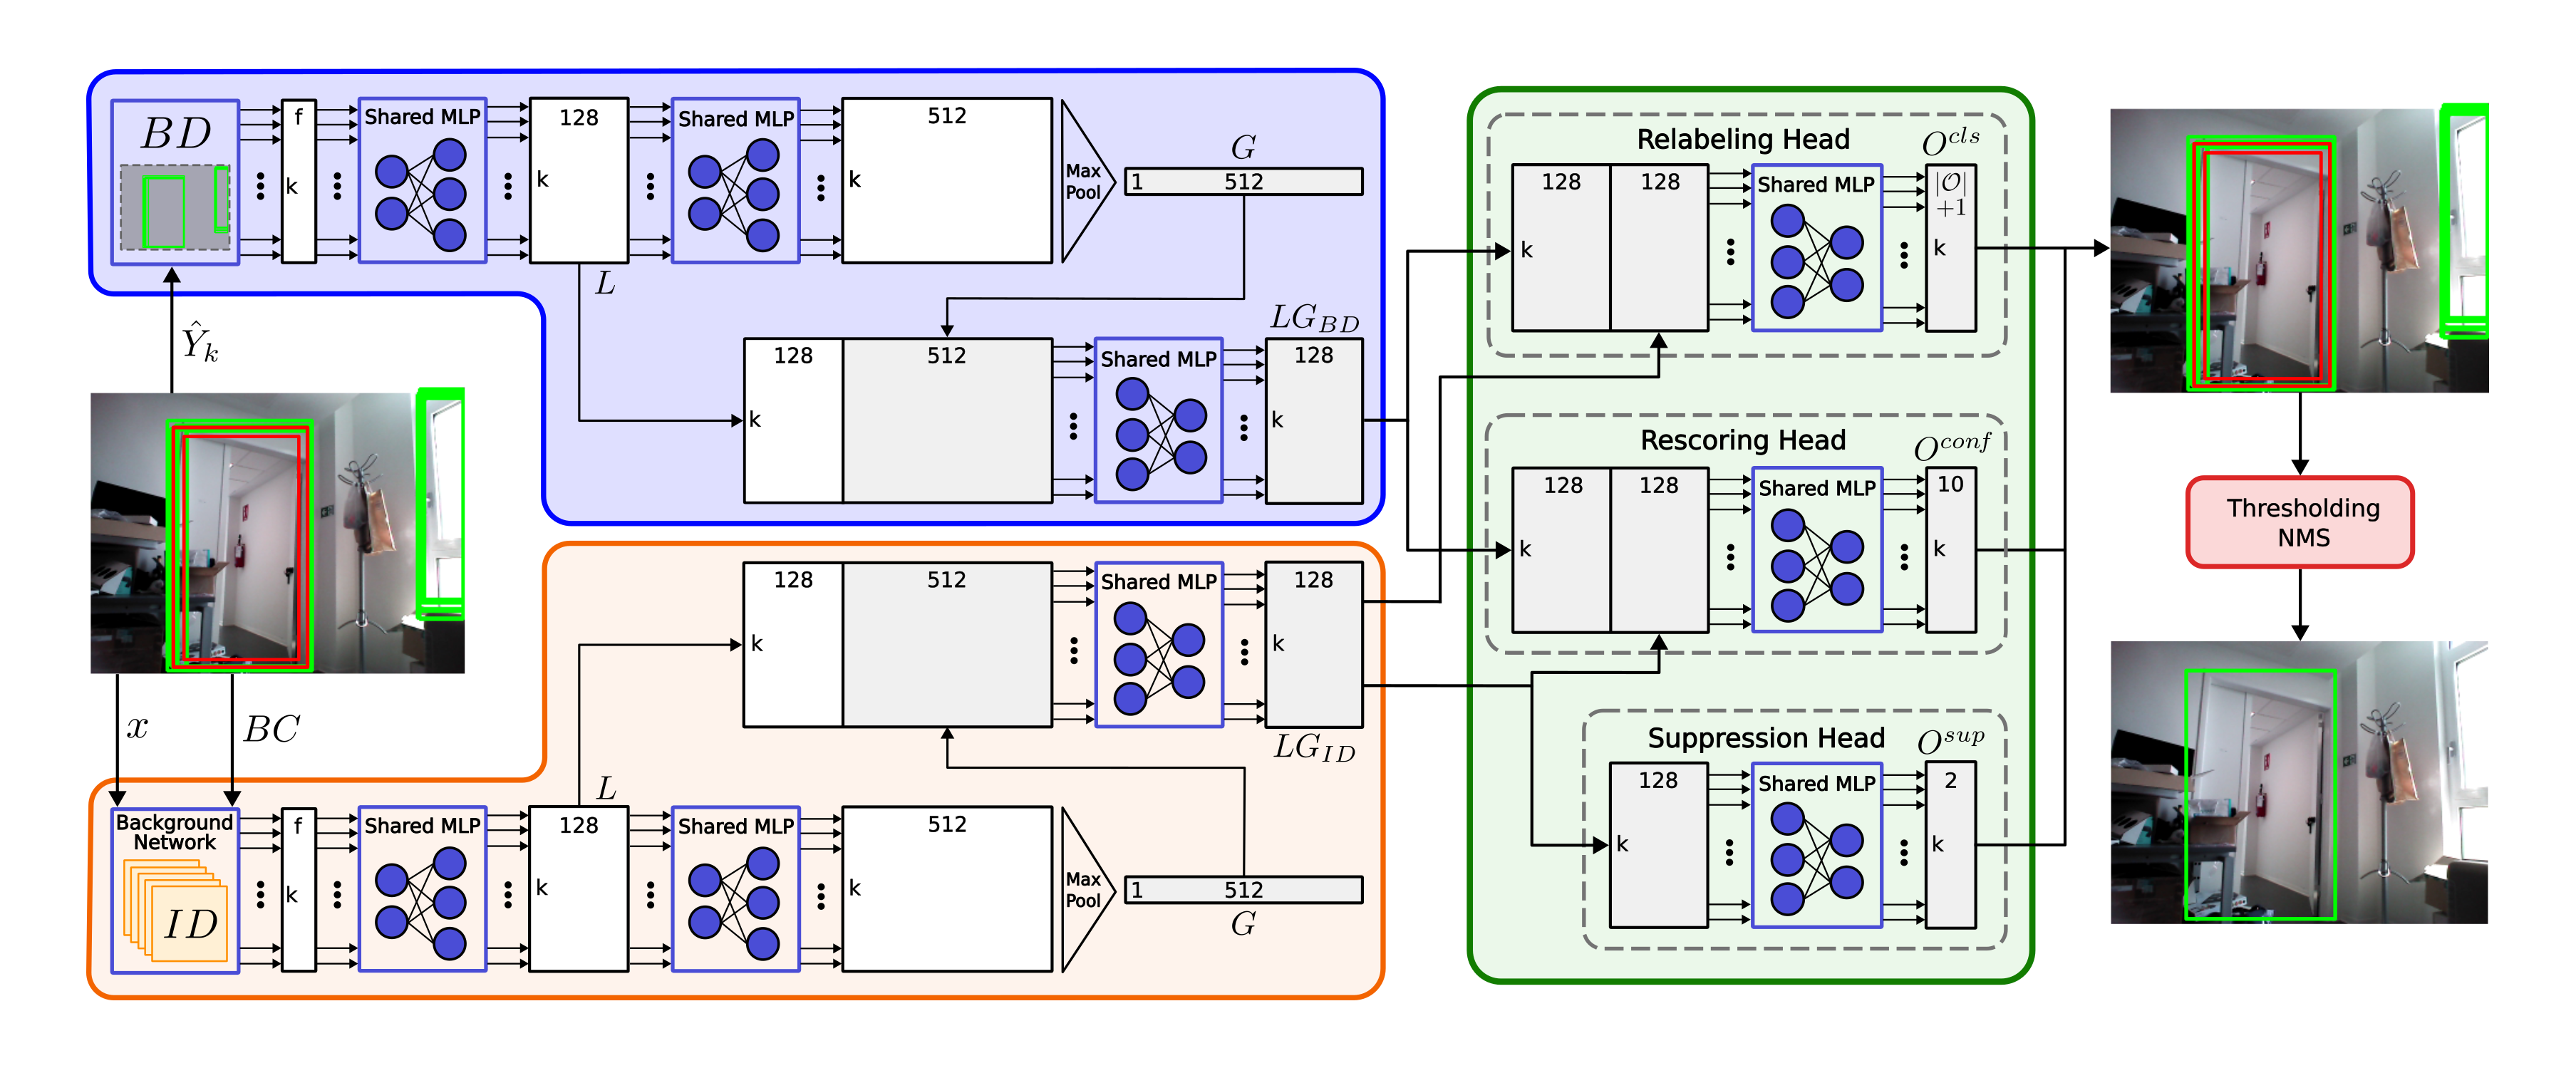 BD
f
k
Shared MLP
128
k
Shared MLP
512
k
Max
Pool
G
1 512
L
Ŷ_k
128 512
k
Shared MLP
LG_{BD}
128
k
x
BC
Background
Network
ID
f
k
Shared MLP
L
128
k
Shared MLP
512
k
Max
Pool
1 512
G
128 512
k
Shared MLP
128
k
LG_{ID}
Relabeling Head
O^{cls}
128 128
k
Shared MLP
|𝒪|
+1
k
Rescoring Head
O^{conf}
128 128
k
Shared MLP
10
k
Suppression Head
O^{sup}
128
k
Shared MLP
2
k
Thresholding
NMS